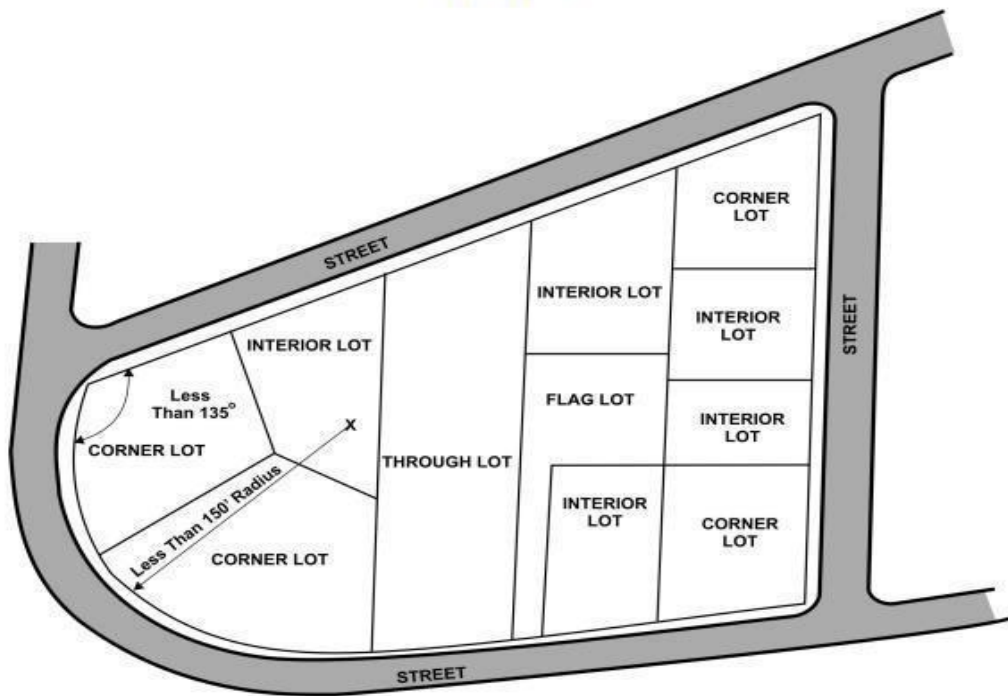 CORNER
LOT
STREET
INTERIOR LOT
INTERIOR
LOT
STREET
INTERIOR LOT
Less
Than 135°
FLAG LOT
INTERIOR
LOT
X
CORNER LOT
THROUGH LOT
Less Than 150' Radius
INTERIOR
LOT
CORNER
LOT
CORNER LOT
STREET